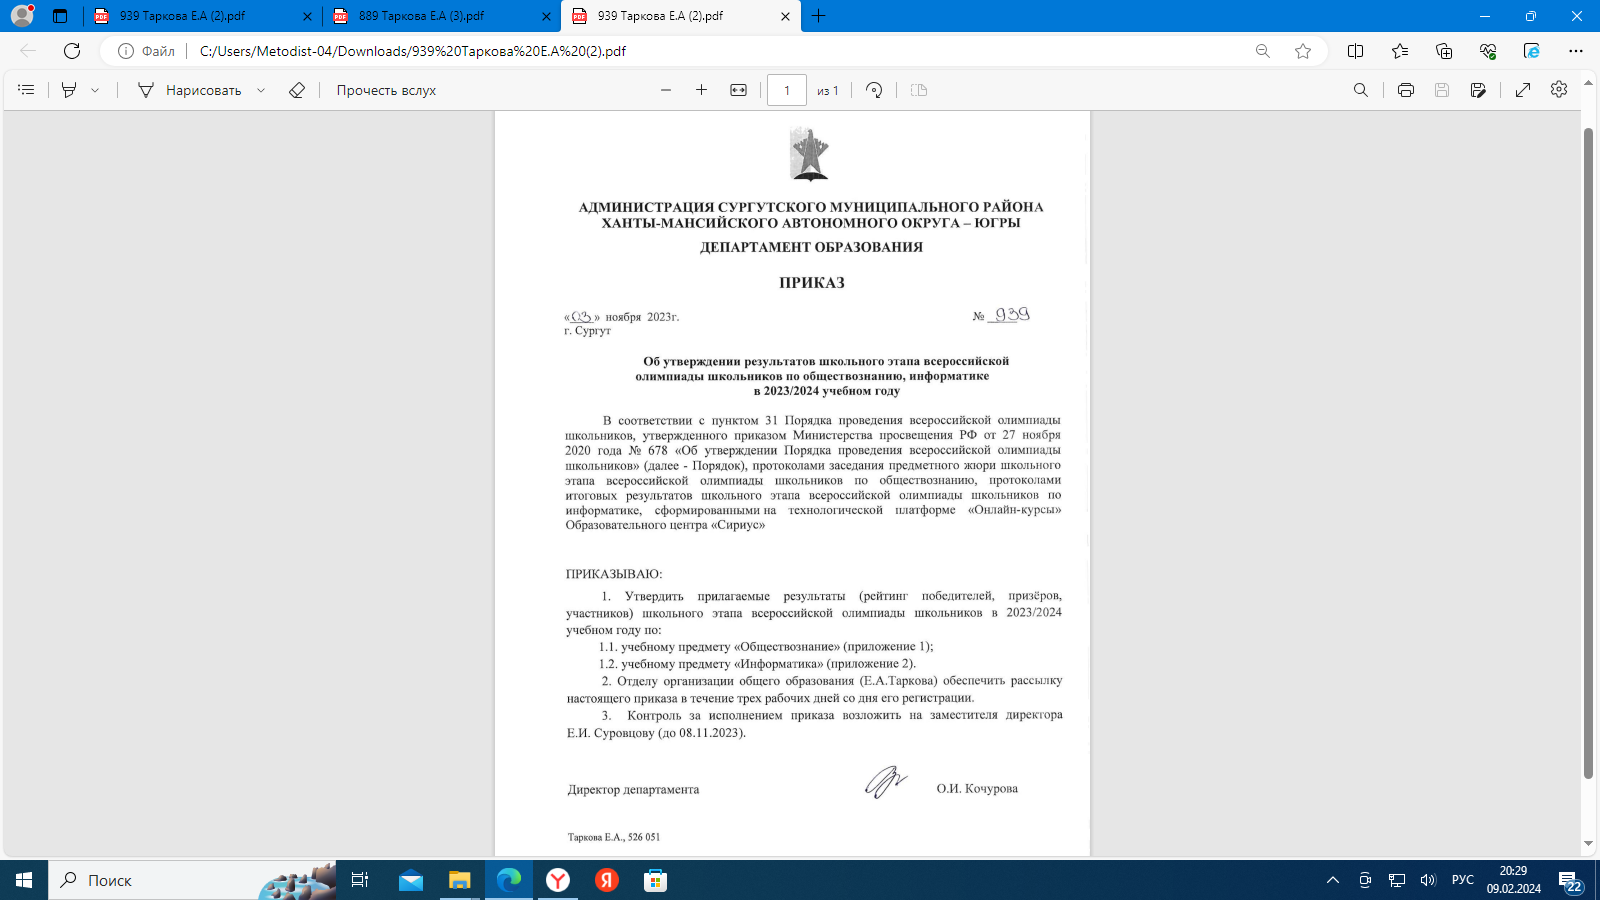 939 Таркова Е.А (2).pdf
889 Таркова Е.А (3).pdf
939 Таркова Е.А (2).pdf
Файл
C:/Users/Metodist-04/Downloads/939%20Таркова%20Е.А%20(2).pdf
Нарисовать
Прочесть вслух
1
из 1
АДМИНИСТРАЦИЯ СУРГУТСКОГО МУНИЦИПАЛЬНОГО РАЙОНА
ХАНТЫ-МАНСИЙСКОГО АВТОНОМНОГО ОКРУГА – ЮГРЫ
ДЕПАРТАМЕНТ ОБРАЗОВАНИЯ
ПРИКАЗ
«03» ноября 2023г.
№ 939
г. Сургут
Об утверждении результатов школьного этапа всероссийской
олимпиады школьников по обществознанию, информатике
в 2023/2024 учебном году
В соответствии с пунктом 31 Порядка проведения всероссийской олимпиады
школьников, утвержденного приказом Министерства просвещения РФ от 27 ноября
2020 года № 678 «Об утверждении Порядка проведения всероссийской олимпиады
школьников» (далее - Порядок), протоколами заседания предметного жюри школьного
этапа всероссийской олимпиады школьников по обществознанию, протоколами
итоговых результатов школьного этапа всероссийской олимпиады школьников по
информатике, сформированными на технологической платформе «Онлайн-курсы»
Образовательного центра «Сириус»
ПРИКАЗЫВАЮ:
1. Утвердить прилагаемые результаты (рейтинг победителей, призёров,
участников) школьного этапа всероссийской олимпиады школьников в 2023/2024
учебном году по:
1.1. учебному предмету «Обществознание» (приложение 1);
1.2. учебному предмету «Информатика» (приложение 2).
2. Отделу организации общего образования (Е.А.Таркова) обеспечить рассылку
настоящего приказа в течение трех рабочих дней со дня его регистрации.
3. Контроль за исполнением приказа возложить на заместителя директора
Е.И. Суровцову (до 08.11.2023).
Директор департамента
О.И. Кочурова
Таркова Е.А., 526 051
Поиск
РУС
20:29
09.02.2024
22